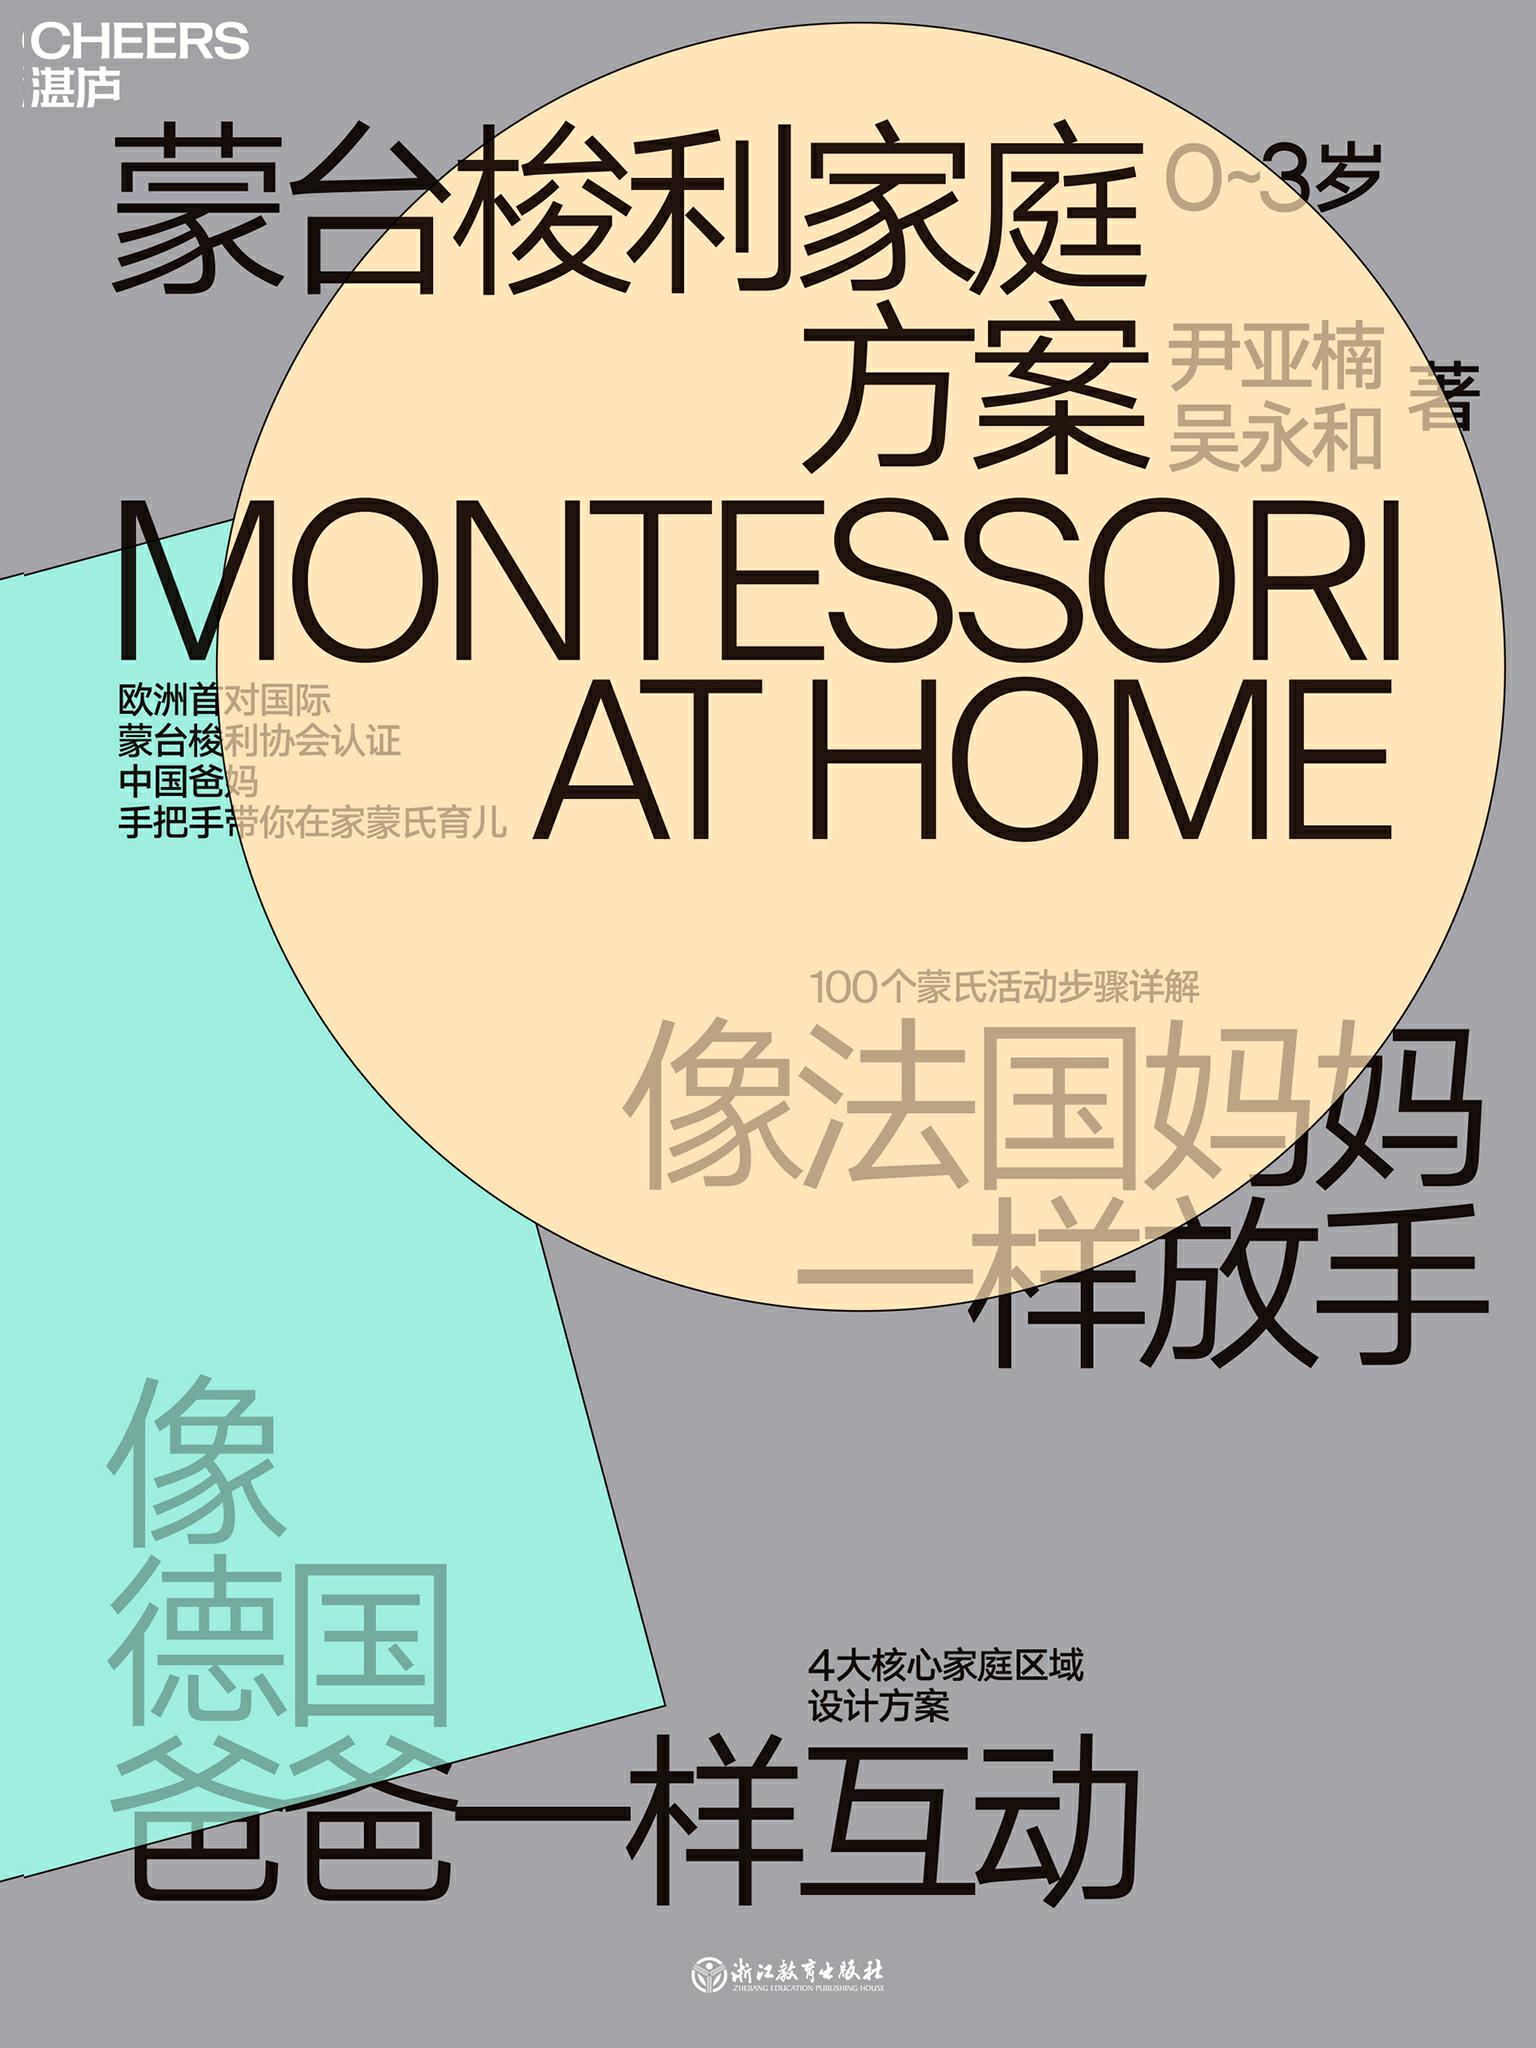 CHEERS
湛庐
蒙台梭利家庭
0~3岁
方案
尹亚楠
吴永和
著
MONTESSORI
AT HOME
欧洲首对国际
蒙台梭利协会认证
中国爸妈
手把手带你在家蒙氏育儿
100个蒙氏活动步骤详解
像法国妈妈
一样放手
像
德国
爸爸一样互动
4大核心家庭区域
设计方案
浙江教育出版社
ZHEJIANG EDUCATION PUBLISHING HOUSE